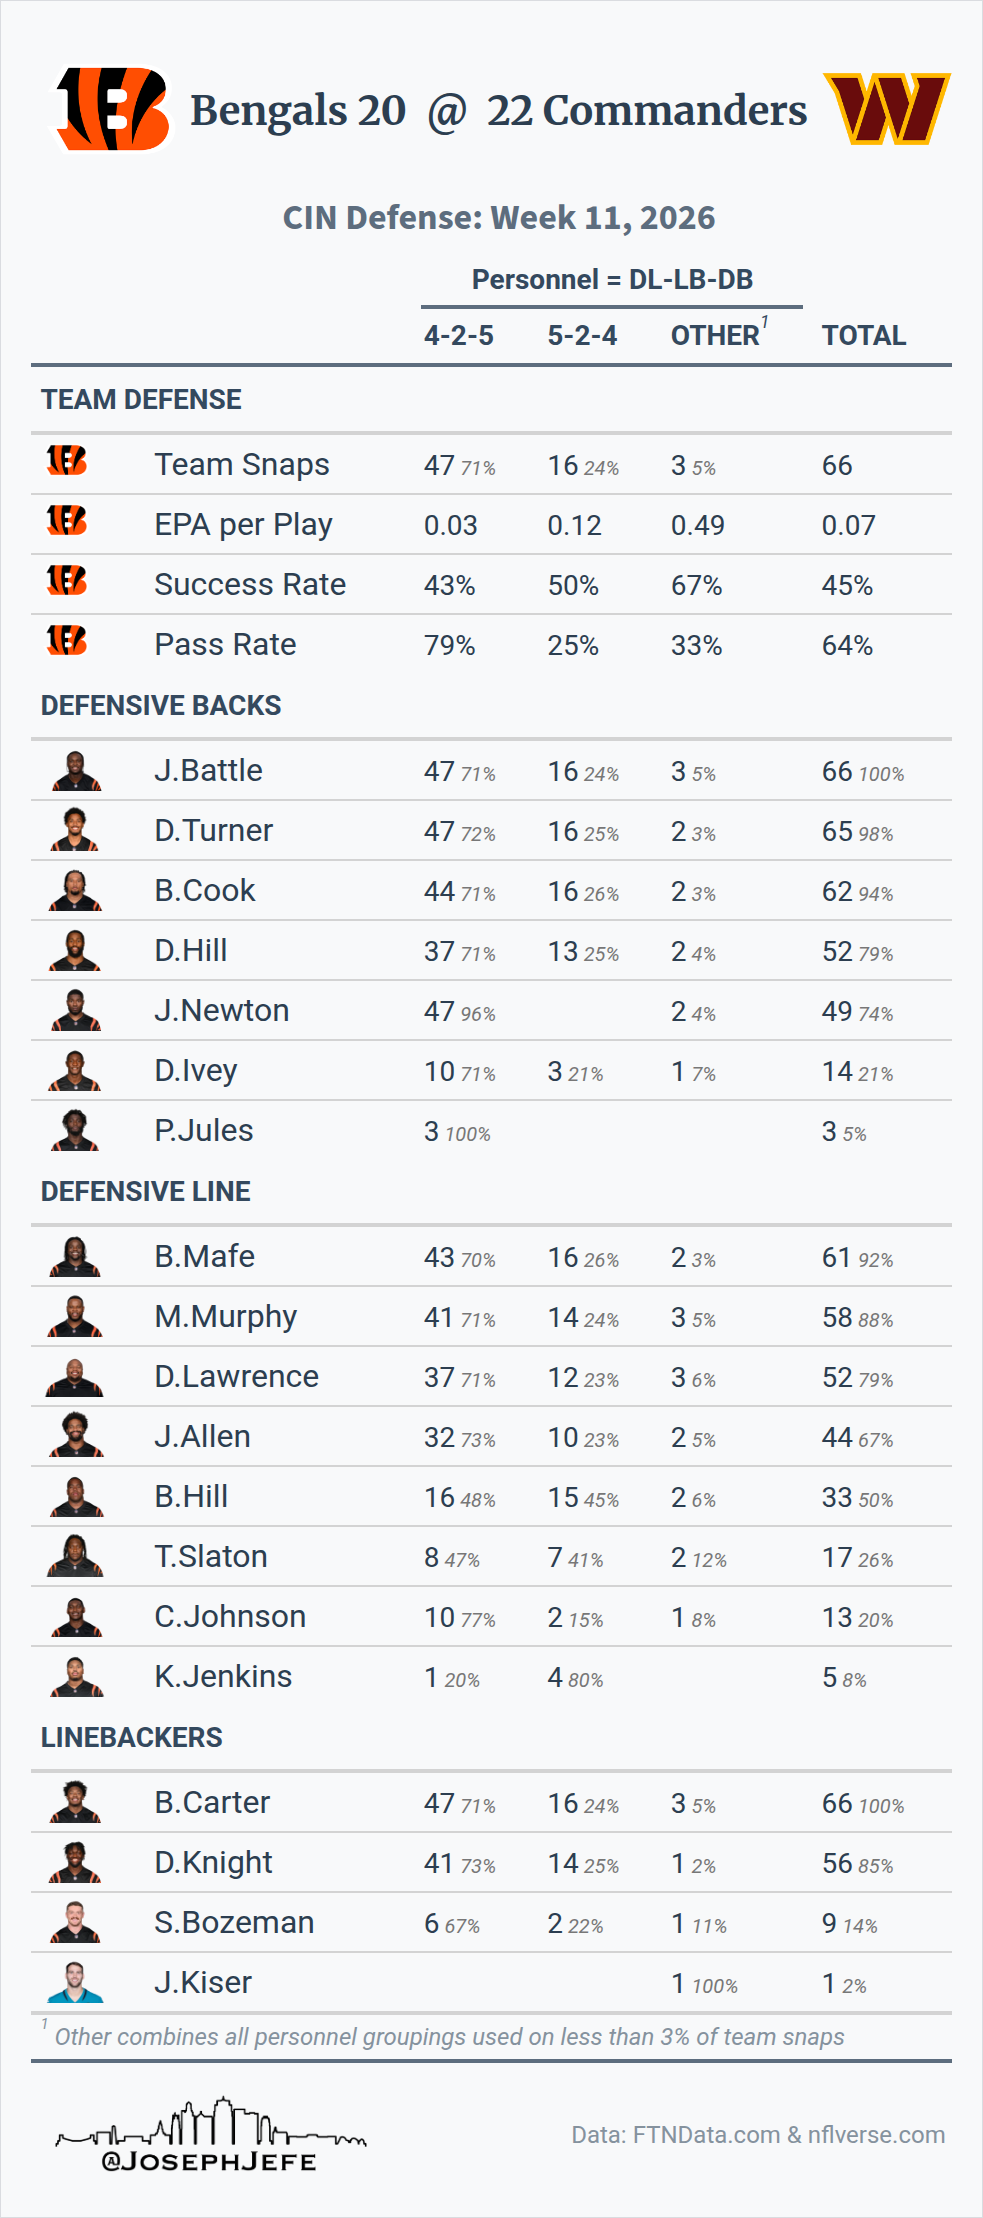 Bengals 20 @ 22 Commanders
CIN Defense: Week 11, 2026
Personnel = DL-LB-DB
4-2-5 5-2-4 OTHER1 TOTAL
TEAM DEFENSE
Team Snaps 47 71% 16 24% 3 5% 66
EPA per Play 0.03 0.12 0.49 0.07
Success Rate 43% 50% 67% 45%
Pass Rate 79% 25% 33% 64%
DEFENSIVE BACKS
J.Battle 47 71% 16 24% 3 5% 66 100%
D.Turner 47 72% 16 25% 2 3% 65 98%
B.Cook 44 71% 16 26% 2 3% 62 94%
D.Hill 37 71% 13 25% 2 4% 52 79%
J.Newton 47 96% 2 4% 49 74%
D.Ivey 10 71% 3 21% 1 7% 14 21%
P.Jules 3 100% 3 5%
DEFENSIVE LINE
B.Mafe 43 70% 16 26% 2 3% 61 92%
M.Murphy 41 71% 14 24% 3 5% 58 88%
D.Lawrence 37 71% 12 23% 3 6% 52 79%
J.Allen 32 73% 10 23% 2 5% 44 67%
B.Hill 16 48% 15 45% 2 6% 33 50%
T.Slaton 8 47% 7 41% 2 12% 17 26%
C.Johnson 10 77% 2 15% 1 8% 13 20%
K.Jenkins 1 20% 4 80% 5 8%
LINEBACKERS
B.Carter 47 71% 16 24% 3 5% 66 100%
D.Knight 41 73% 14 25% 1 2% 56 85%
S.Bozeman 6 67% 2 22% 1 11% 9 14%
J.Kiser 1 100% 1 2%
1 Other combines all personnel groupings used on less than 3% of team snaps
@JOSEPHJEFE
Data: FTNData.com & nflverse.com